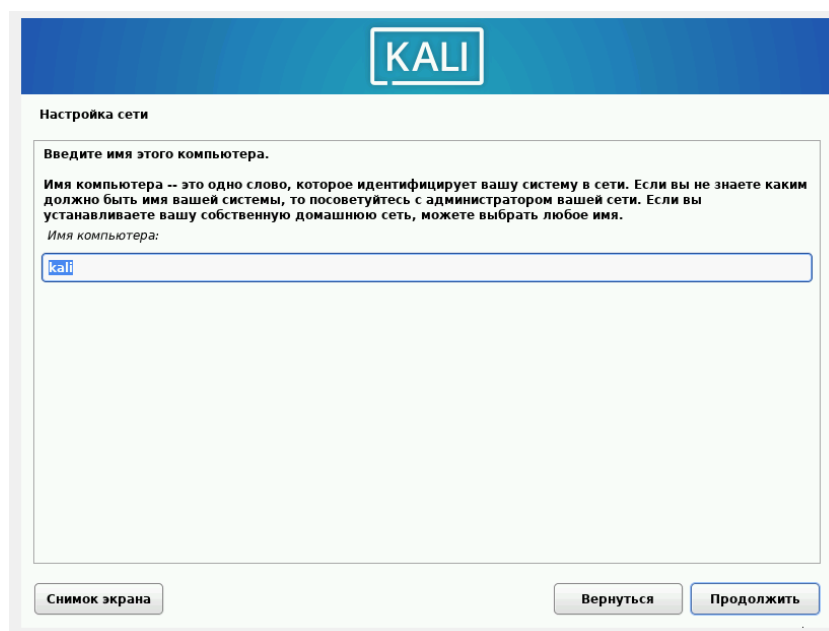 KALI
Настройка сети
Введите имя этого компьютера.
Имя компьютера -- это одно слово, которое идентифицирует вашу систему в сети. Если вы не знаете каким
должно быть имя вашей системы, то посоветуйтесь с администратором вашей сети. Если вы
устанавливаете вашу собственную домашнюю сеть, можете выбрать любое имя.
Имя компьютера:
kali
Снимок экрана Вернуться Продолжить